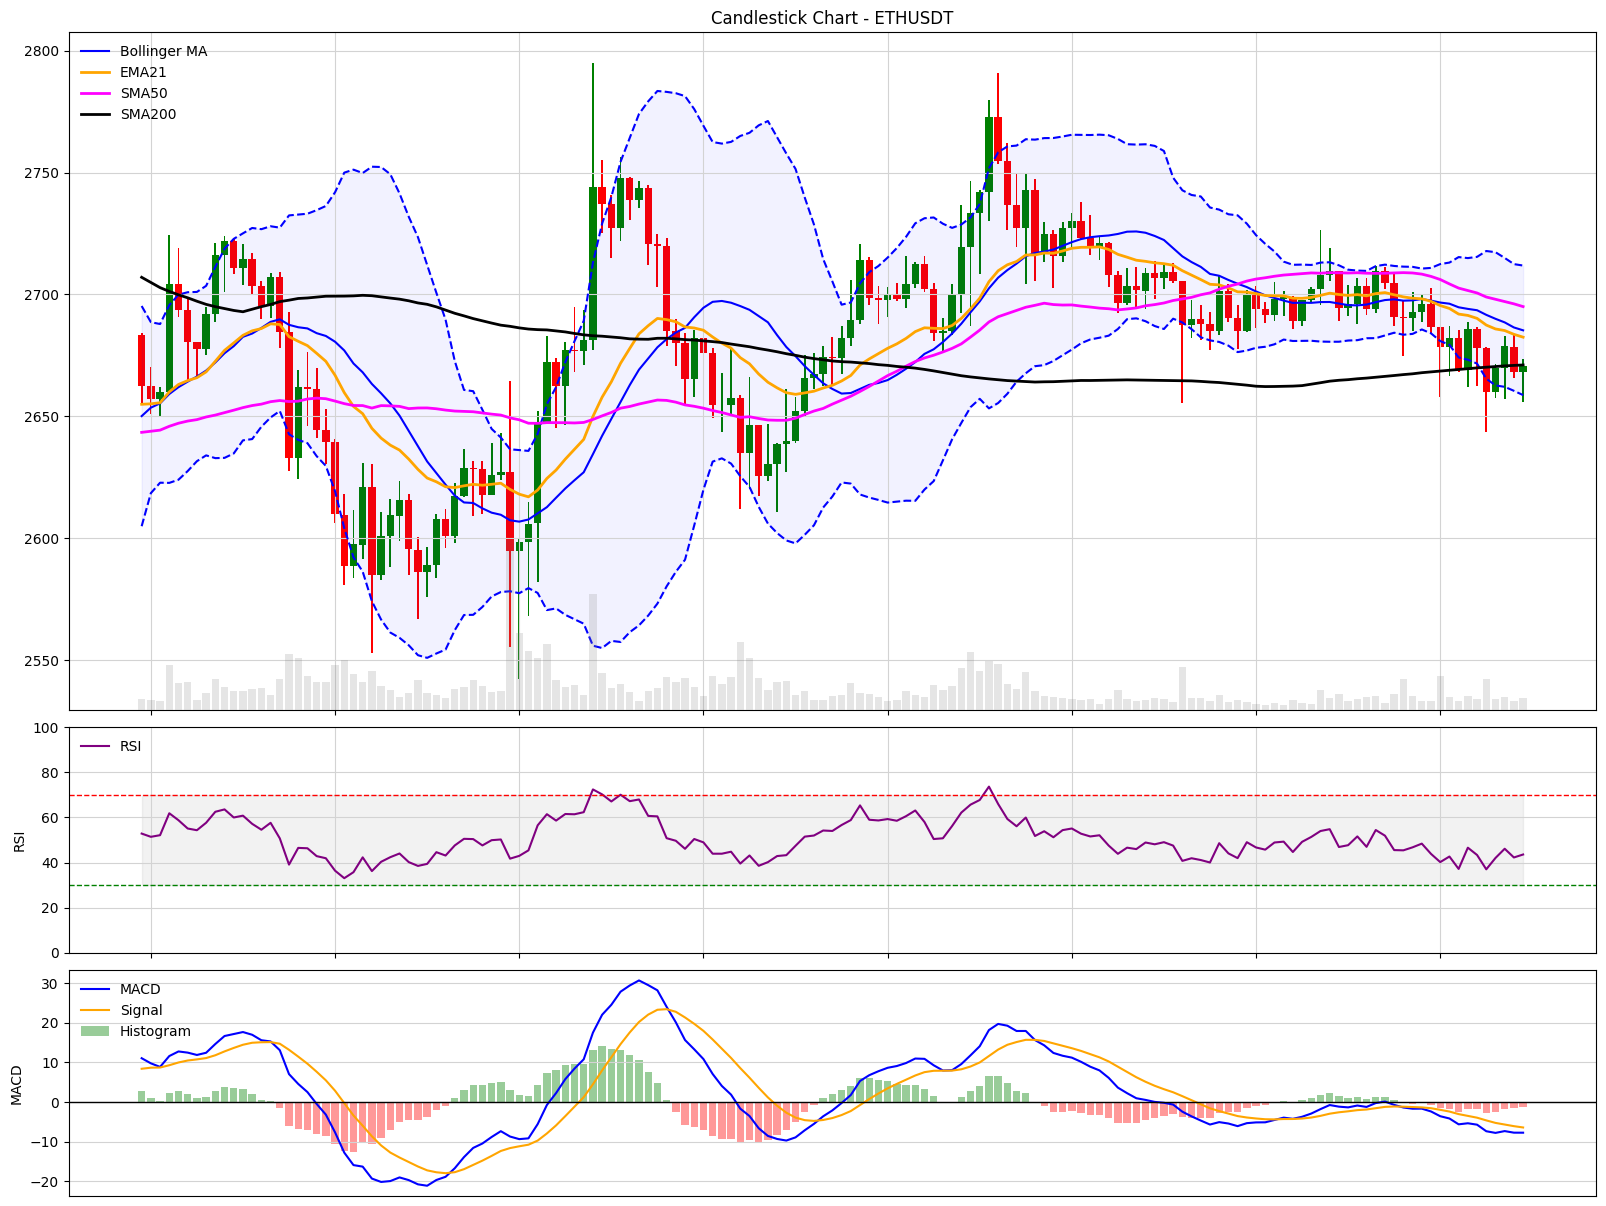 Candlestick Chart - ETHUSDT
2800
2750
2700
2650
2600
2550
Bollinger MA
EMA21
SMA50
SMA200
100
80
60
40
20
0
RSI
RSI
30
20
10
0
−10
−20
MACD
MACD
Signal
Histogram